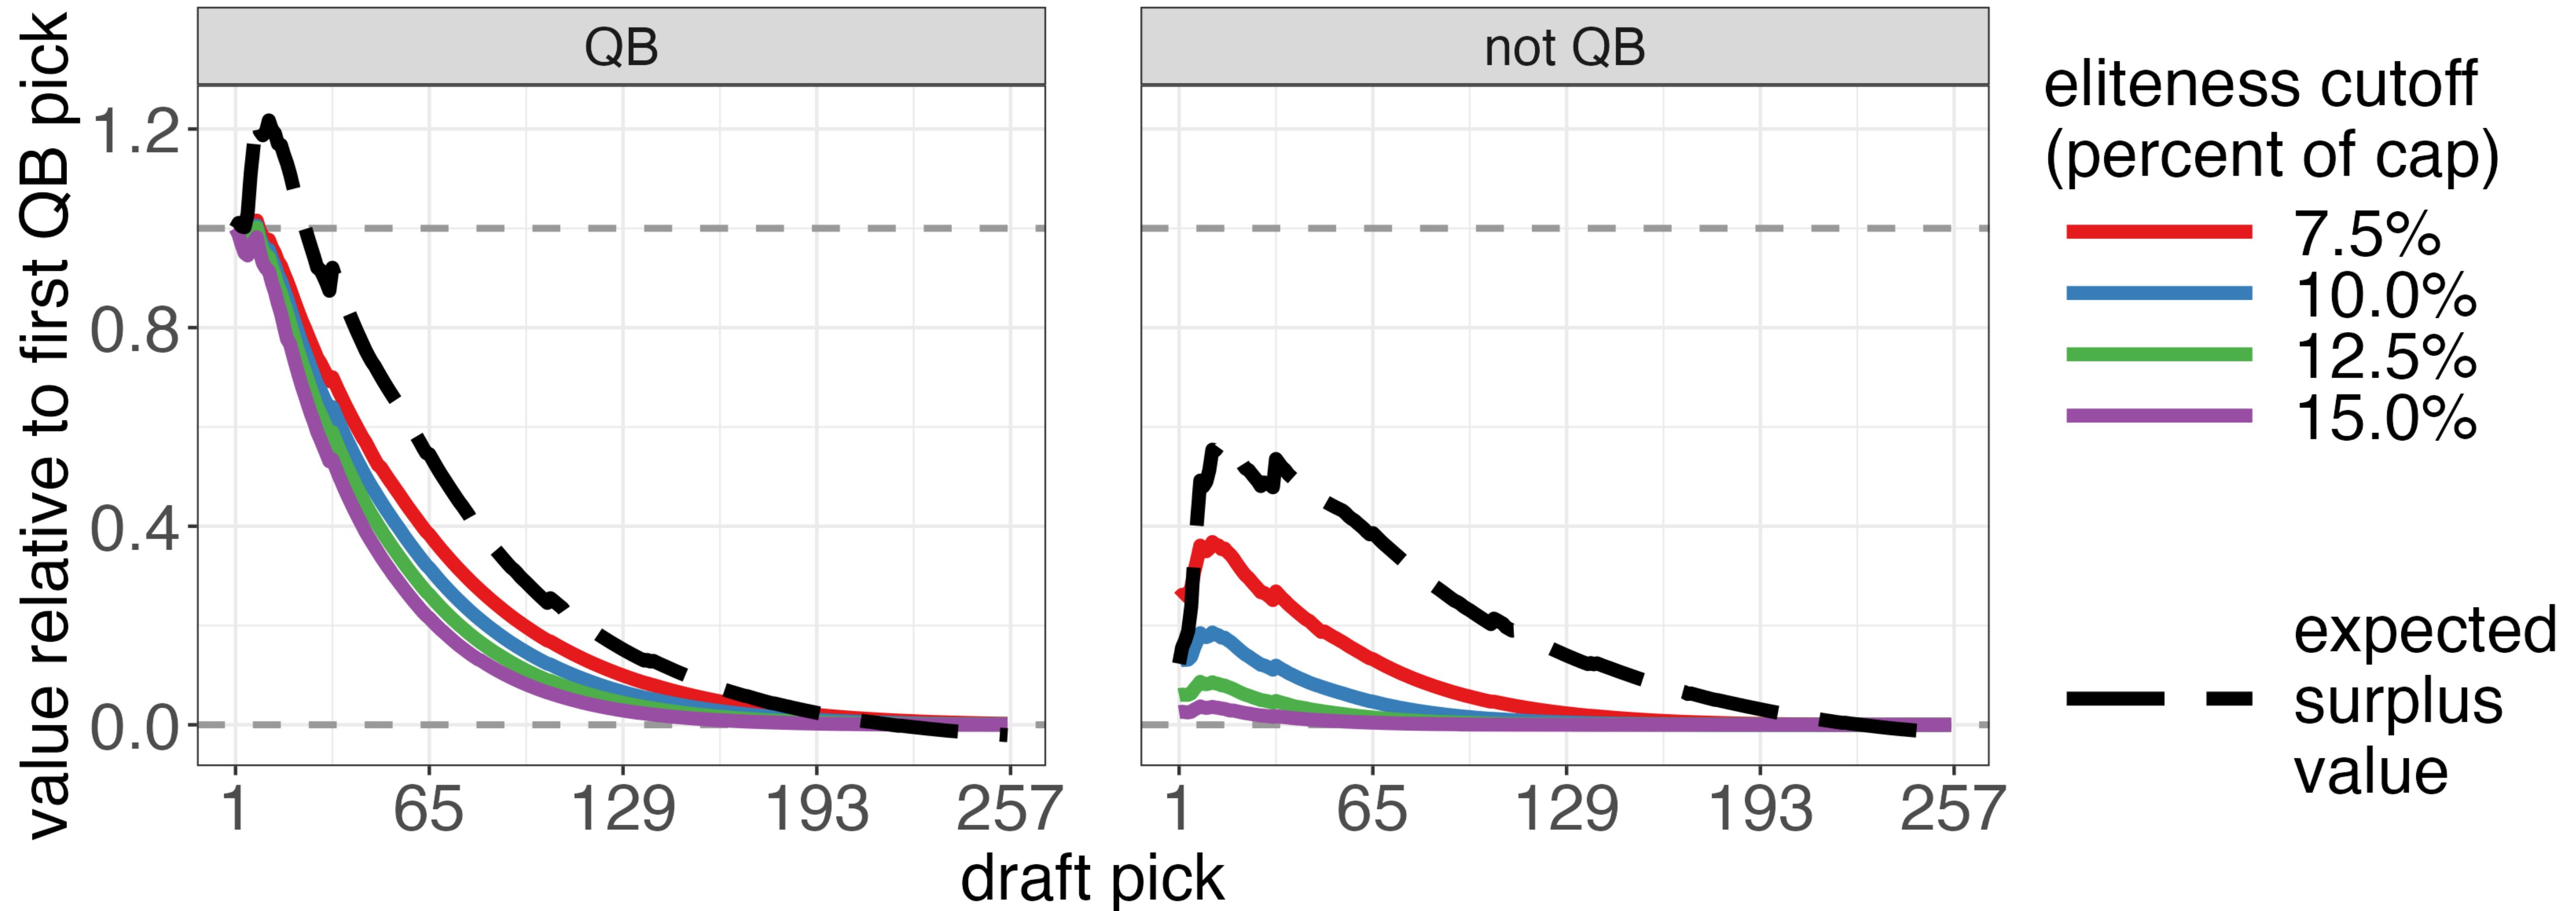 QB
not QB
value relative to first QB pick
1.2
0.8
0.4
0.0
1
65
129
193
257
1
65
129
193
257
draft pick
eliteness cutoff
(percent of cap)
7.5%
10.0%
12.5%
15.0%
expected
surplus
value